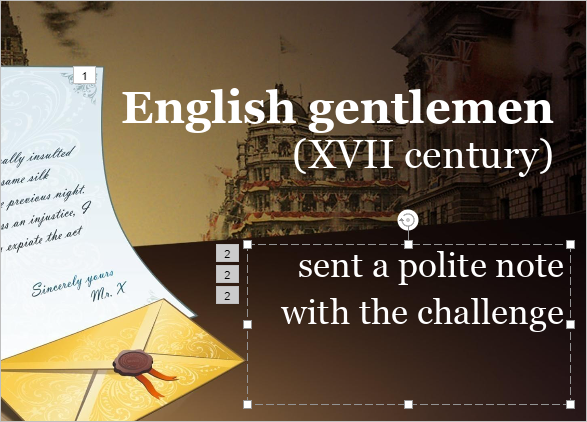 1
English gentlemen
(XVII century)
ally insulted
same silk
e previous night.
ss an injustice, I
expiate the act
Sincerely yours
Mr. X
2
2
2
sent a polite note
with the challenge